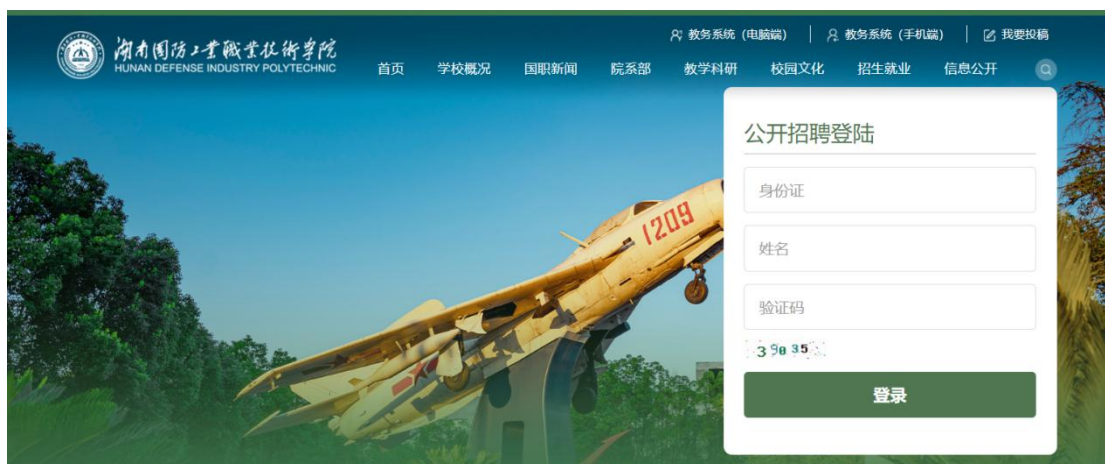 教务系统（电脑端） | 教务系统（手机端） | 我要投稿
湖南国防工业职业技术学院
HUNAN DEFENSE INDUSTRY POLYTECHNIC
首页 学校概况 国职新闻 院系部 教学科研 校园文化 招生就业 信息公开
公开招聘登陆
身份证
姓名
验证码
39035
登录
1209